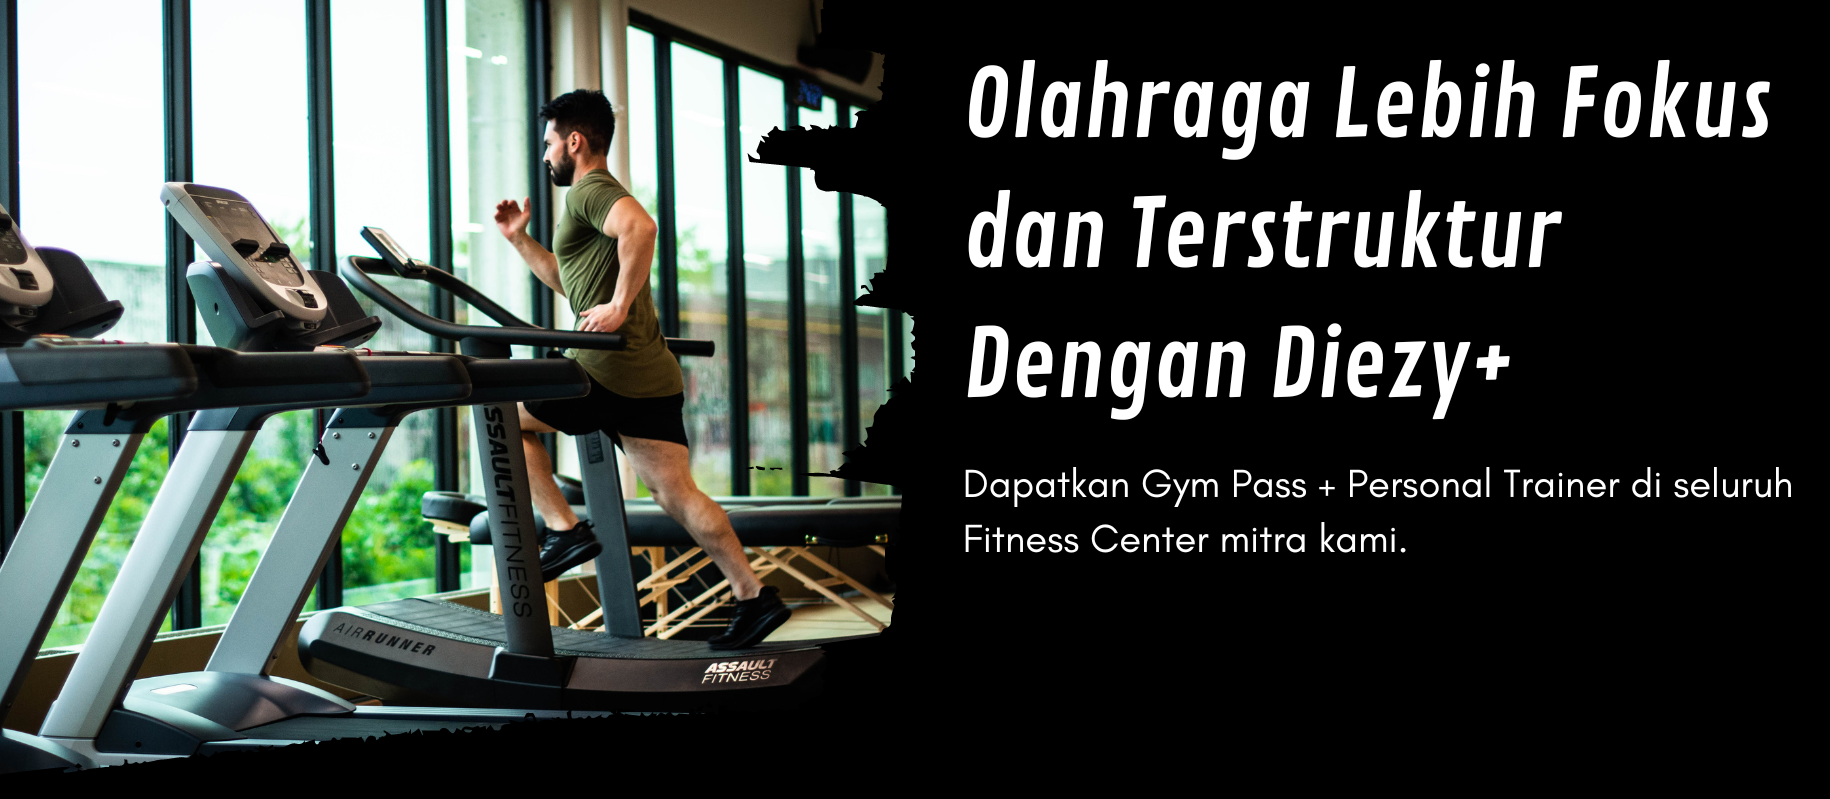 Olahraga Lebih Fokus
dan Terstruktur
Dengan Diezy+
Dapatkan Gym Pass + Personal Trainer di seluruh
Fitness Center mitra kami.
ASSAULT FITNESS
AIRRUNNER
ASSAULT
FITNESS